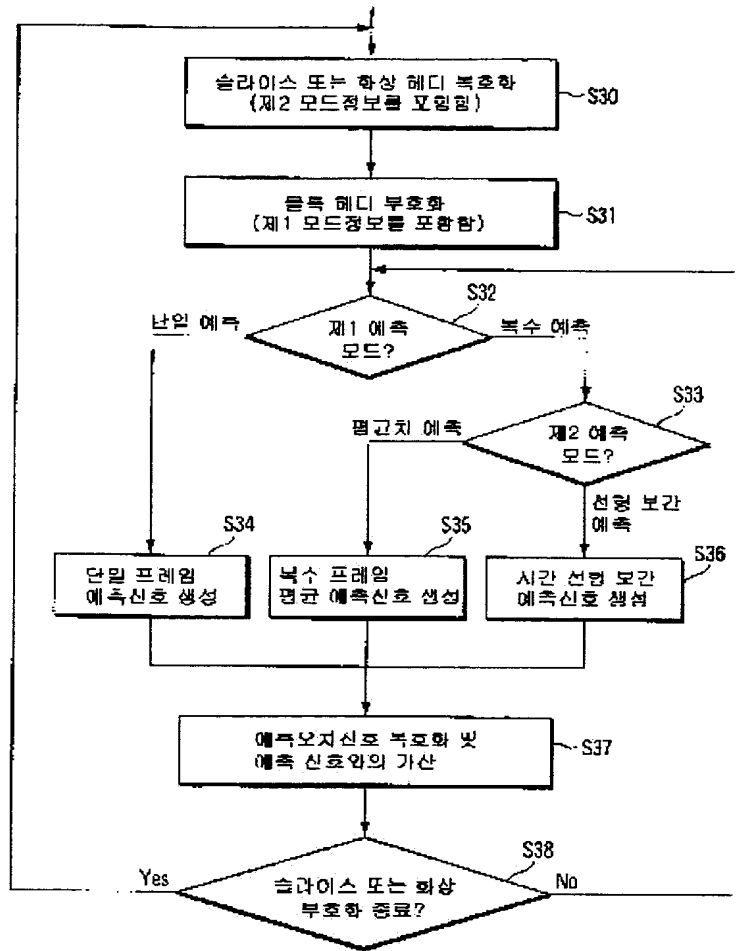 슬라이스 또는 화상 헤더 복호화
(제2 모드정보를 포함함)
S30
블록 헤더 부호화
(제1 모드정보를 포함함)
S31
S32
단일 예측
제1 예측
모드?
복수 예측
S33
평균치 예측
제2 예측
모드?
선형 보간
예측
S34
S35
S36
단일 프레임
예측신호 생성
복수 프레임
평균 예측신호 생성
시간 선형 보간
예측신호 생성
예측오차신호 복호화 및
예측 신호와의 가산
S37
S38
Yes
슬라이스 또는 화상
부호화 종료?
No